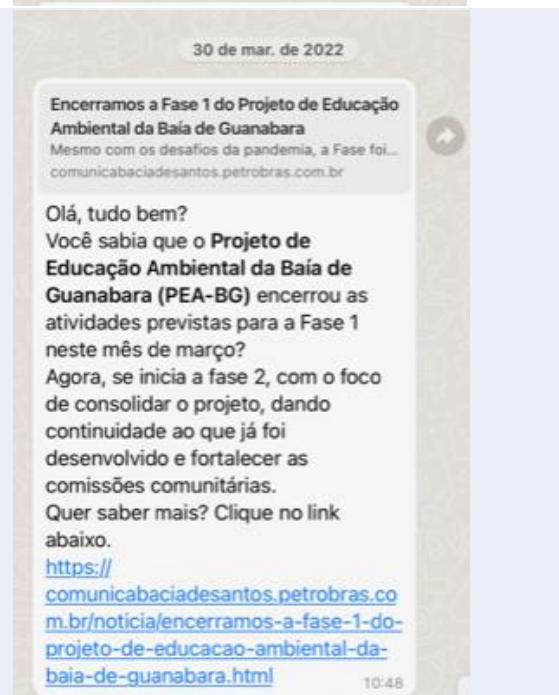 30 de mar. de 2022
Encerramos a Fase 1 do Projeto de Educação
Ambiental da Baía de Guanabara
Mesmo com os desafios da pandemia, a Fase foi...
comunicabaciadesantos.petrobras.com.br
Olá, tudo bem?
Você sabia que o Projeto de
Educação Ambiental da Baía de
Guanabara (PEA-BG) encerrou as
atividades previstas para a Fase 1
neste mês de março?
Agora, se inicia a fase 2, com o foco
de consolidar o projeto, dando
continuidade ao que já foi
desenvolvido e fortalecer as
comissões comunitárias.
Quer saber mais? Clique no link
abaixo.
https://
comunicabaciadesantos.petrobras.co
m.br/noticia/encerramos-a-fase-1-do-
projeto-de-educacao-ambiental-da-
baia-de-guanabara.html
10:48